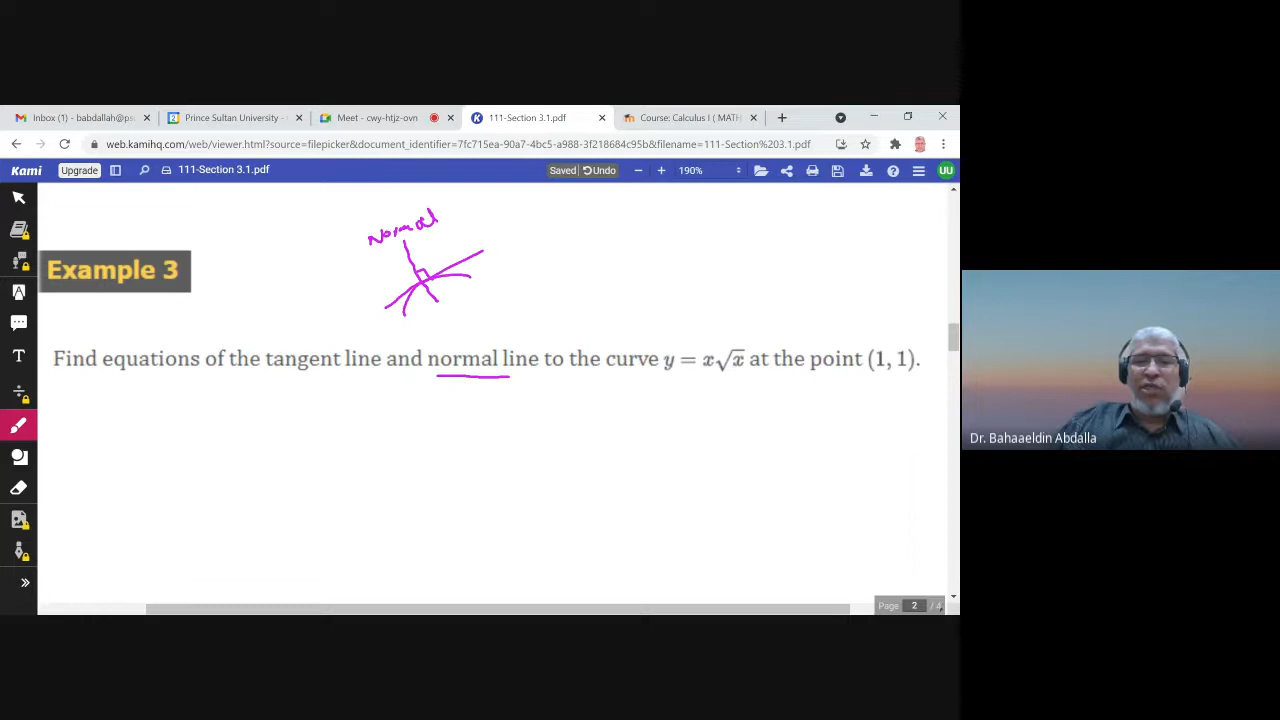 Inbox (1) - babdallah@ps
Prince Sultan University -
Meet - cwy-htjz-ovn
111-Section 3.1.pdf
Course: Calculus I ( MATH
web.kamihq.com/web/viewer.html?source=filepicker&document_identifier=7fc715ea-90a7-4bc5-a988-3f218684c95b&filename=111-Section%203.1.pdf
Kami
Upgrade
111-Section 3.1.pdf
Saved
Undo
190%
UU
Normal
Example 3
Find equations of the tangent line and normal line to the curve y = x√x at the point (1, 1).
Page 2 / 4
Dr. Bahaaeldin Abdalla